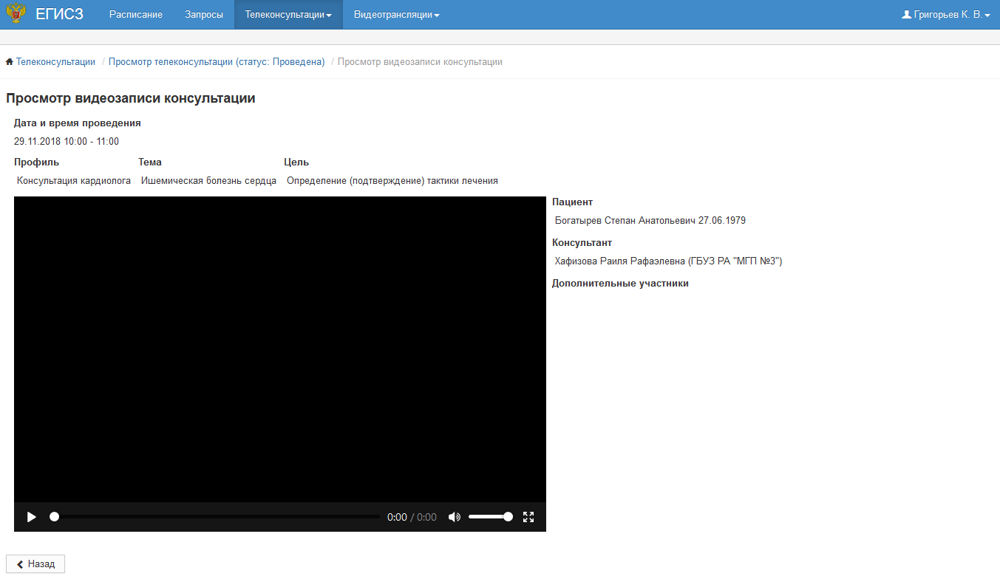 ЕГИСЗ Расписание Запросы Телеконсультации Видеотрансляции Григорьев К. В.
Телеконсультации / Просмотр телеконсультации (статус: Проведена) / Просмотр видеозаписи консультации
Просмотр видеозаписи консультации
Дата и время проведения
29.11.2018 10:00 - 11:00
Профиль Тема Цель
Консультация кардиолога Ишемическая болезнь сердца Определение (подтверждение) тактики лечения
Пациент
Богатырев Степан Анатольевич 27.06.1979
Консультант
Хафизова Раиля Рафаэлевна (ГБУЗ РА "МГП №3")
Дополнительные участники
0:00 / 0:00
Назад